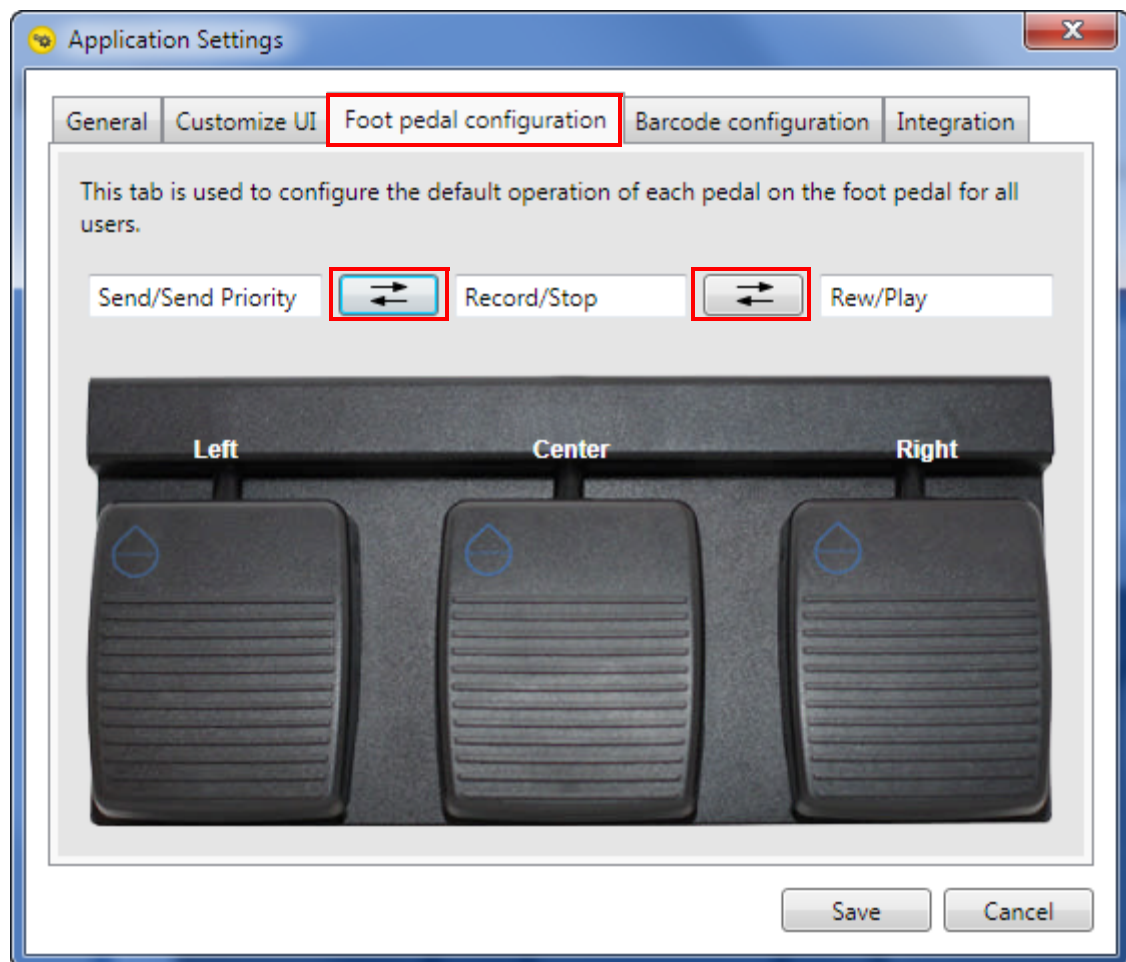 Application Settings
General Customize UI Foot pedal configuration Barcode configuration Integration
This tab is used to configure the default operation of each pedal on the foot pedal for all
users.
Send/Send Priority Record/Stop Rew/Play
Left Center Right
Save Cancel